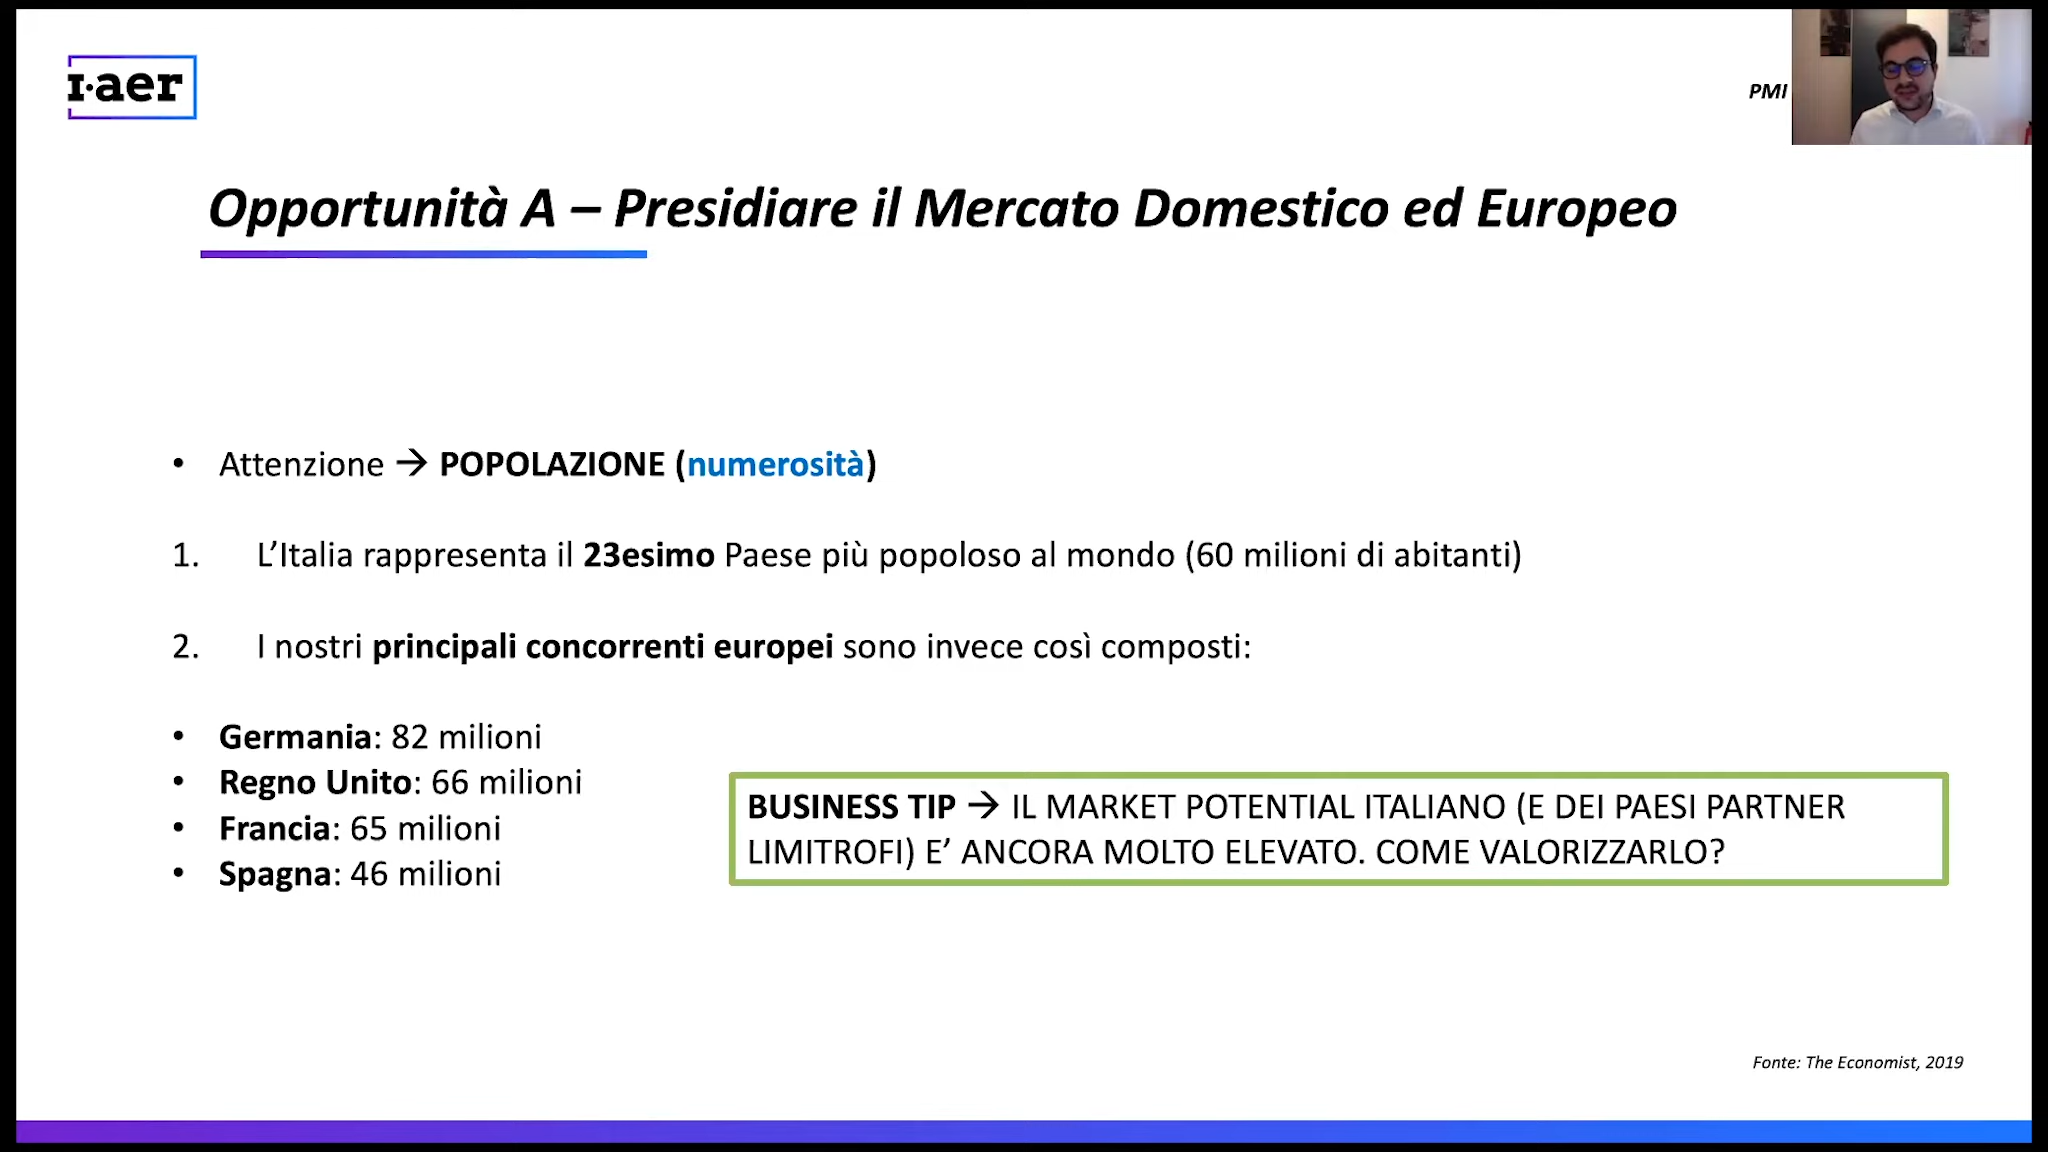 ı·aer
PMI
Opportunità A – Presidiare il Mercato Domestico ed Europeo
• Attenzione → POPOLAZIONE (numerosità)
1. L’Italia rappresenta il 23esimo Paese più popoloso al mondo (60 milioni di abitanti)
2. I nostri principali concorrenti europei sono invece così composti:
• Germania: 82 milioni
• Regno Unito: 66 milioni
• Francia: 65 milioni
• Spagna: 46 milioni
BUSINESS TIP → IL MARKET POTENTIAL ITALIANO (E DEI PAESI PARTNER
LIMITROFI) E’ ANCORA MOLTO ELEVATO. COME VALORIZZARLO?
Fonte: The Economist, 2019